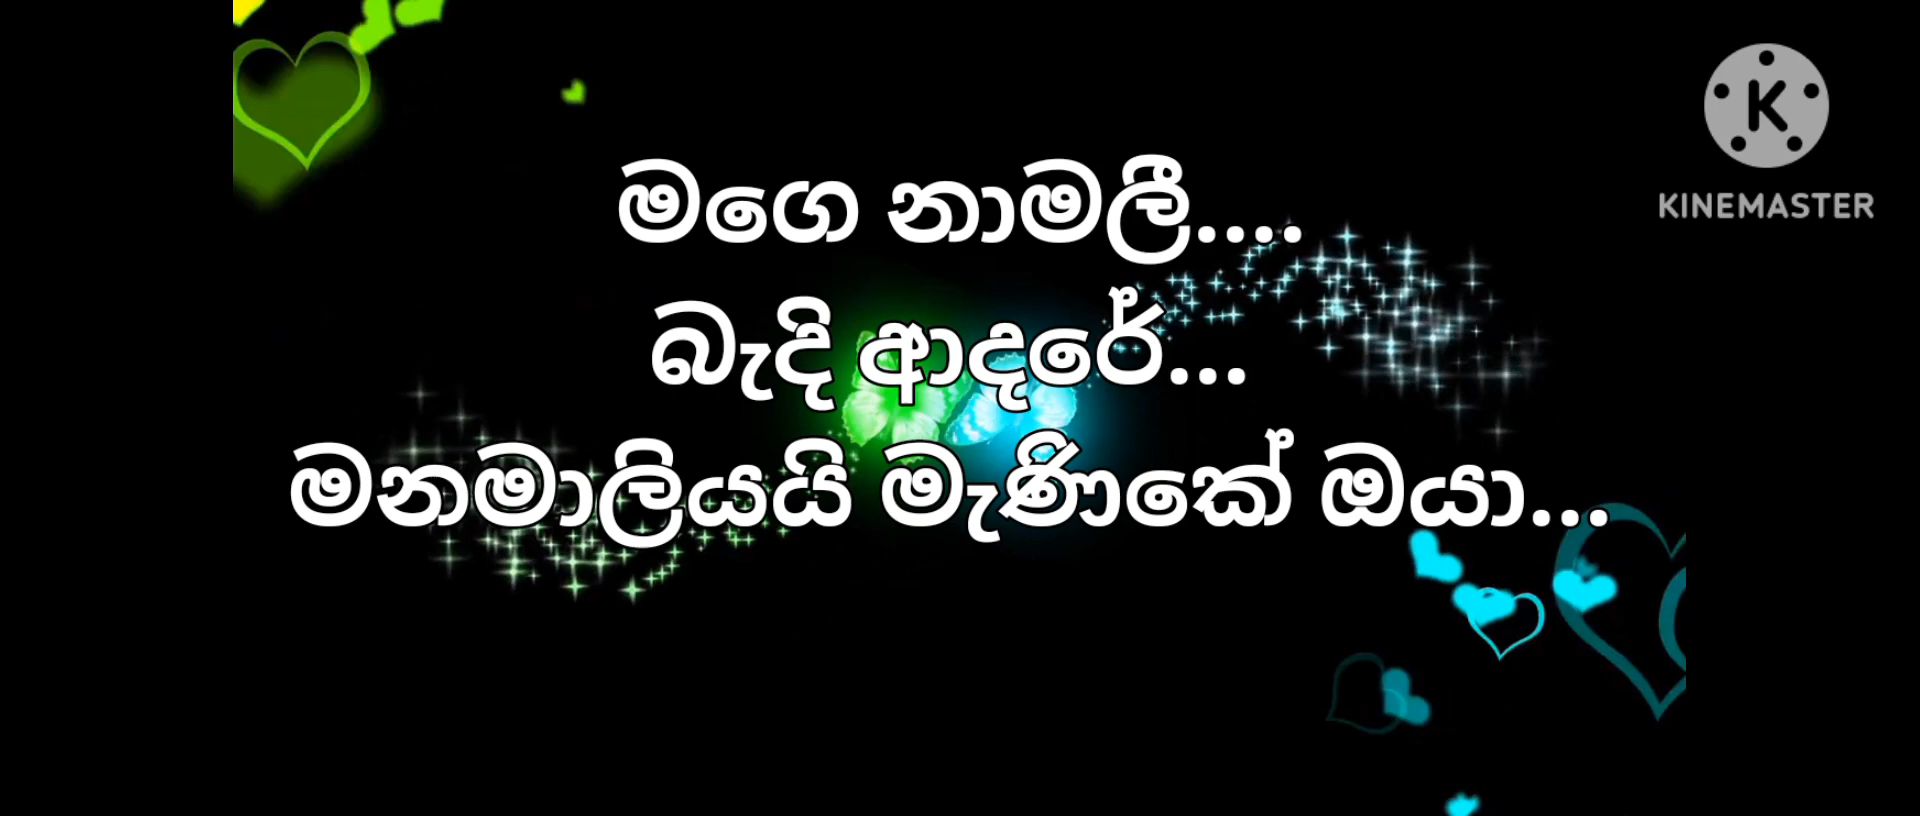 මගෙ නාමලී....
බැදි ආදරේ...
මනමාලියයි මැණිකේ ඔයා...
K
KINEMASTER